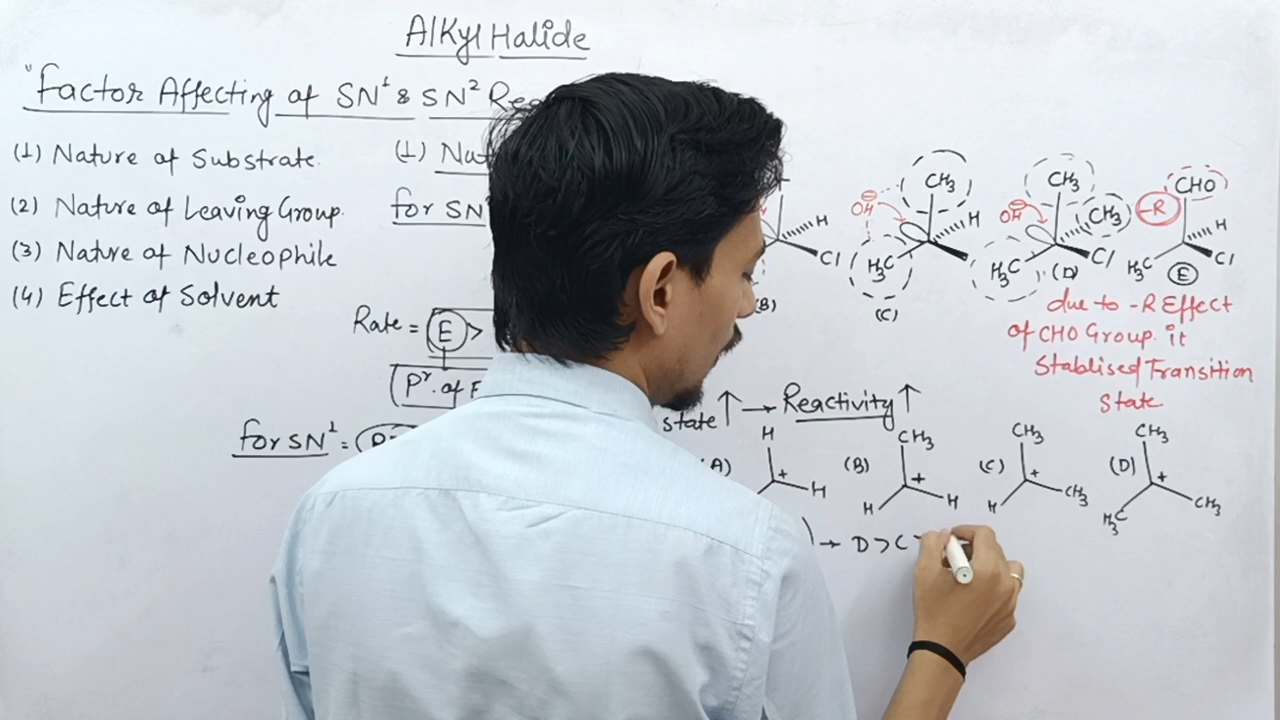 Alkyl Halide
"Factor Affecting of SN¹ & SN²
(1) Nature of Substrate.
(2) Nature of Leaving Group.
(3) Nature of Nucleophile
(4) Effect of Solvent
(1)
for SN
Rate = E >
Pr. of
for SN¹ =
H
Cl
(B)
OH⊖
CH3
H
H3C
(C)
OH⊖
CH3
CH3
H3C
Cl
(D)
-R
CHO
H
H3C
Cl
E
due to -R Effect
of CHO Group. it
Stablised Transition
State
state ↑ → Reactivity ↑
(A)
H
+
H
(B)
CH3
+
H
H
(C)
CH3
+
H
CH3
(D)
CH3
+
H3C
CH3
) → D > C >